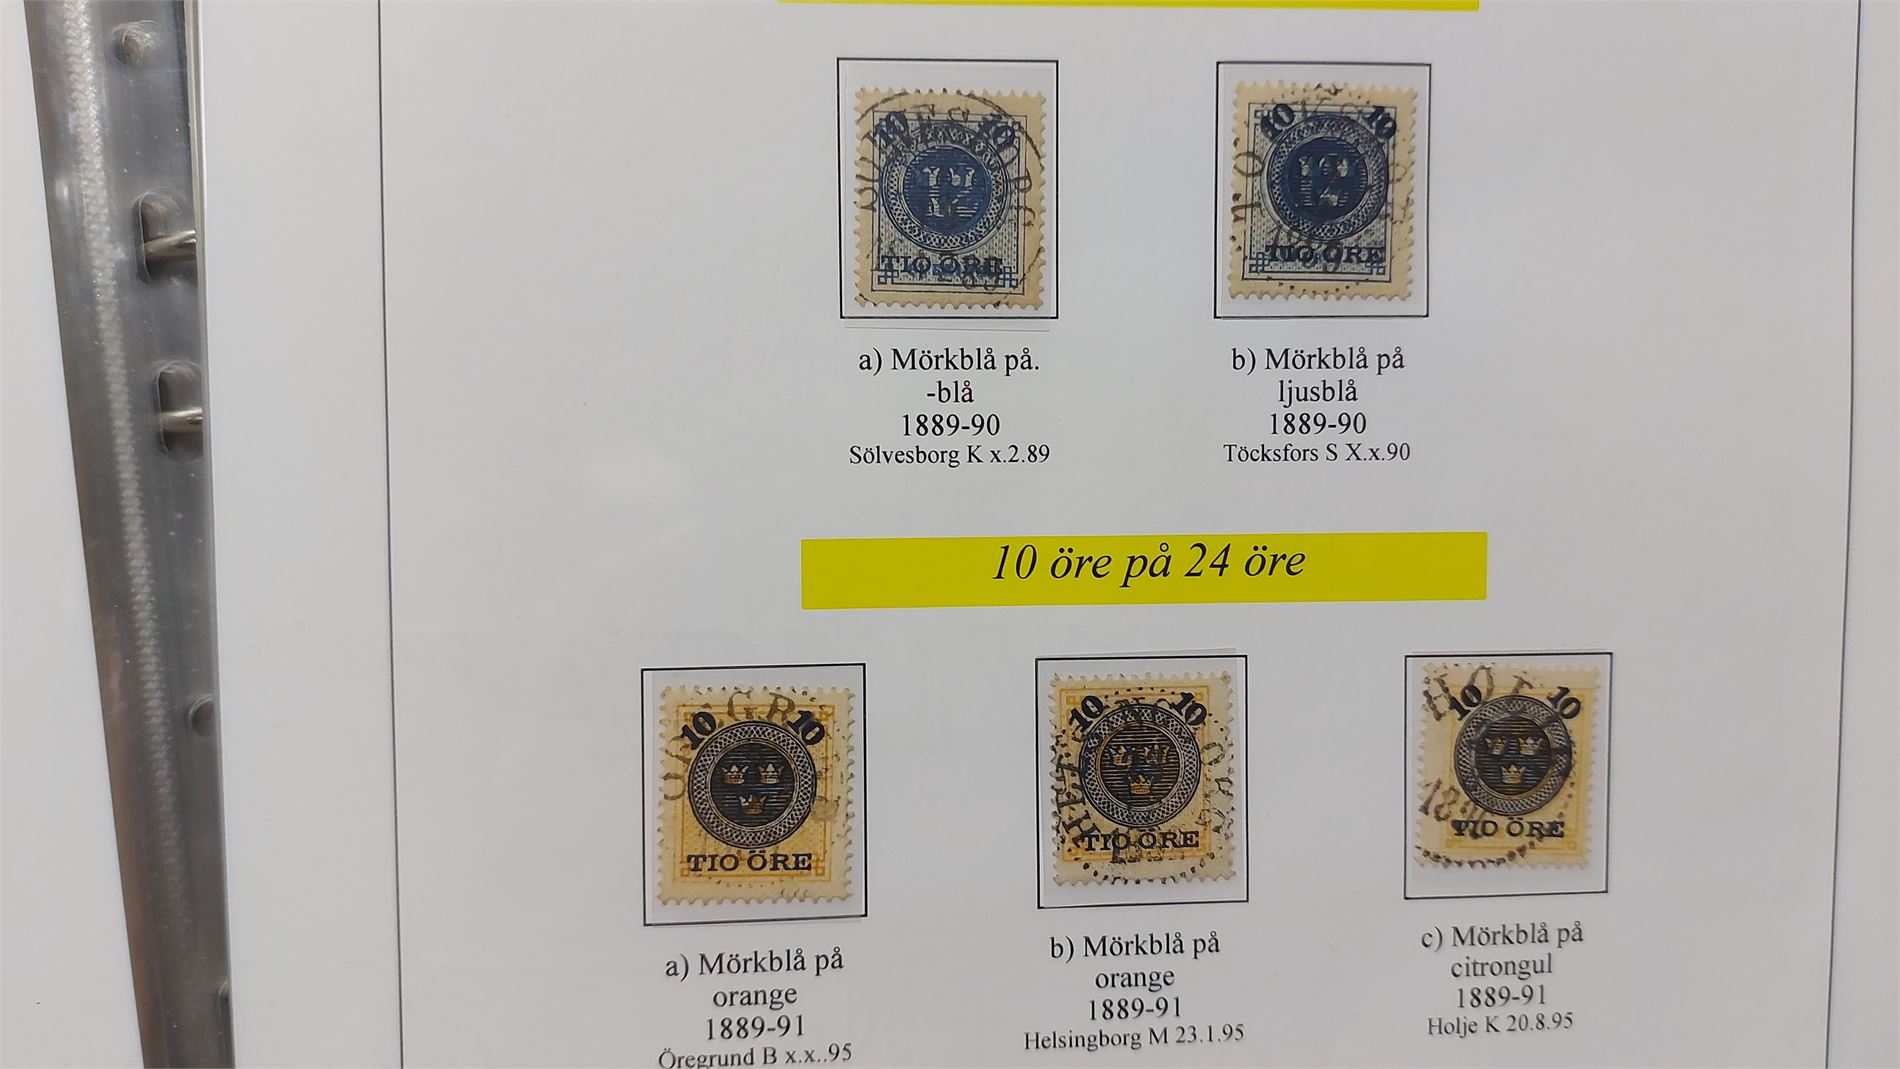 10 10
TIO ÖRE
10 10
TIO ÖRE
a) Mörkblå på.
-blå
1889-90
Sölvesborg K x.2.89
b) Mörkblå på
ljusblå
1889-90
Töcksfors S X.x.90
10 öre på 24 öre
10 10
TIO ÖRE
10 10
TIO ÖRE
10 10
TIO ÖRE
a) Mörkblå på
orange
1889-91
Öregrund B x.x..95
b) Mörkblå på
orange
1889-91
Helsingborg M 23.1.95
c) Mörkblå på
citrongul
1889-91
Holje K 20.8.95